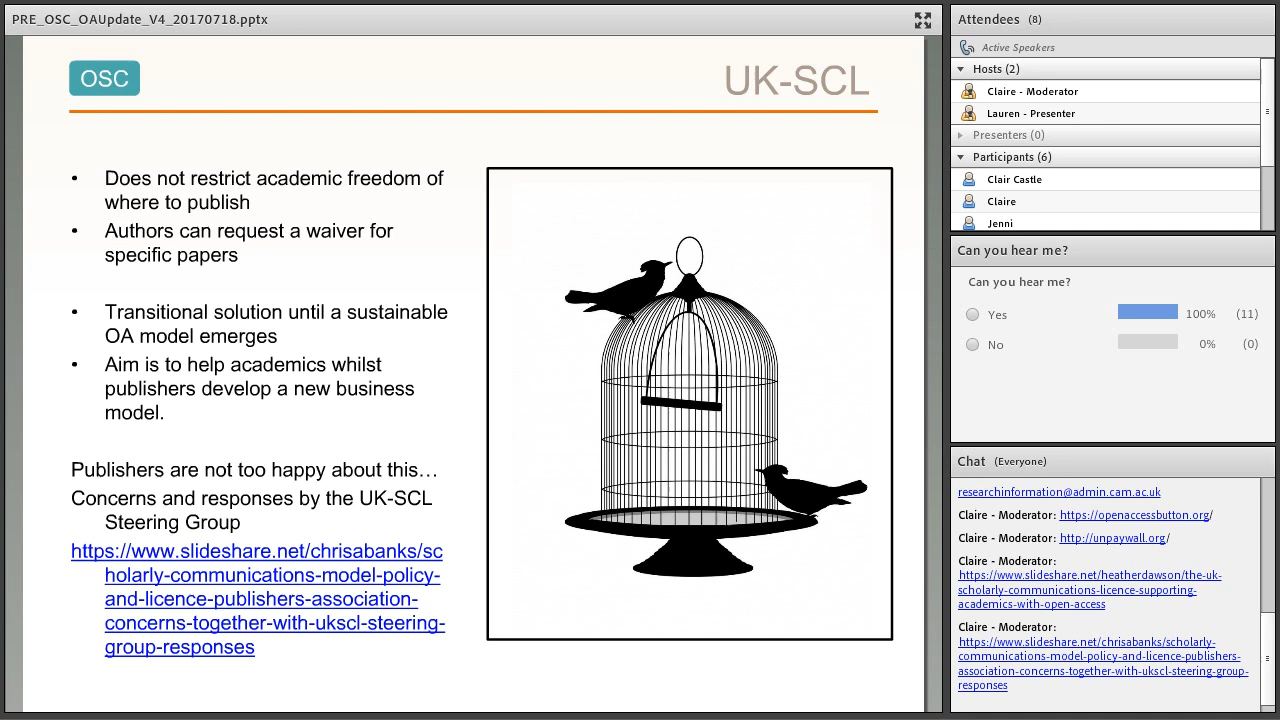 PRE_OSC_OAUpdate_V4_20170718.pptx
OSC
UK-SCL
• Does not restrict academic freedom of
where to publish
• Authors can request a waiver for
specific papers
• Transitional solution until a sustainable
OA model emerges
• Aim is to help academics whilst
publishers develop a new business
model.
Publishers are not too happy about this…
Concerns and responses by the UK-SCL
Steering Group
https://www.slideshare.net/chrisabanks/sc
holarly-communications-model-policy-
and-licence-publishers-association-
concerns-together-with-ukscl-steering-
group-responses
Attendees (8)
Active Speakers
Hosts (2)
Claire - Moderator
Lauren - Presenter
Presenters (0)
Participants (6)
Clair Castle
Claire
Jenni
Can you hear me?
Can you hear me?
Yes 100% (11)
No 0% (0)
Chat (Everyone)
researchinformation@admin.cam.ac.uk
Claire - Moderator: https://openaccessbutton.org/
Claire - Moderator: http://unpaywall.org/
Claire - Moderator:
https://www.slideshare.net/heatherdawson/the-uk-
scholarly-communications-licence-supporting-
academics-with-open-access
Claire - Moderator:
https://www.slideshare.net/chrisabanks/scholarly-
communications-model-policy-and-licence-publishers-
association-concerns-together-with-ukscl-steering-group-
responses